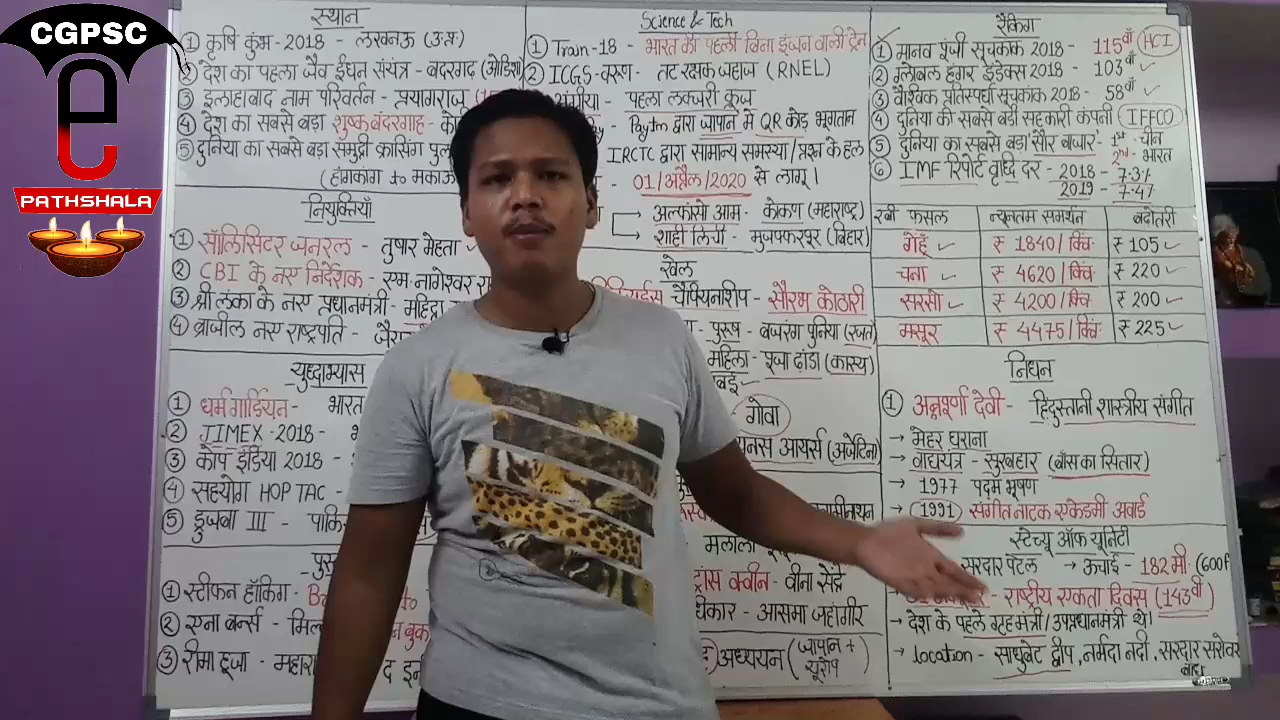 CGPSC
e
PATHSHALA
स्थान
① कृषि कुंभ-2018 - लखनऊ (उ.प्र.)
② देश का पहला जैव ईंधन संयंत्र - बदरगढ़ (ओडिशा
③ इलाहाबाद नाम परिवर्तन - प्रयागराज
④ देश का सबसे बड़ा शुष्क बंदरगाह -
⑤ दुनिया का सबसे बड़ा समुद्री क्रासिंग पुल
(हांगकांग to मकाऊ
नियुक्तियाँ
① सॉलिसिटर जनरल - तुषार मेहता
② CBI के नए निर्देशक - एम. नागेश्वर
③ श्री लंका के नए प्रधानमंत्री - महिंद्रा
④ ब्राजील नए राष्ट्रपति -
युध्दाभ्यास
① धर्म गार्डियन - भारत
② JIMEX-2018 -
③ कोप इंडिया 2018 -
④ सहयोग HOP TAC -
⑤ द्रुजबा III -
① स्टीफन हॉकिंग -
② एना बर्न्स -
③ रीमा हूजा -
Science & Tech
① Train-18 - भारत की पहली बिना इंजन वाली ट्रेन
② ICGS-वरुण - तट रक्षक जहाज (RNEL)
पहला लक्जरी क्रूज
Paytm द्वारा जापान में QR कोड भुगतान
IRCTC द्वारा सामान्य समस्या/प्रश्न के हल
- 01/अप्रैल/2020 से लागू।
अल्फांसो आम - कोंकण (महाराष्ट्र)
→ शाही लिची - मुजफ्फरपुर (बिहार)
खेल
चैंपियनशिप - सौरभ कोठारी
- पुरुष - बजरंग पुनिया (रजत)
महिला - पूजा ढांडा (कांस्य)
गोवा
आयर्स (अर्जेंटिना)
क्वीन - वीना सेंद्रे
- आसमा जहांगीर
अध्ययन (जापान +
यूरोप
रैंकिंग
① मानव पूंजी सूचकांक 2018 - 115वाँ HCI
② ग्लोबल हंगर इंडेक्स 2018 - 103वाँ
③ वैश्विक प्रतिस्पर्धा सूचकांक 2018 - 58वाँ
④ दुनिया की सबसे बड़ी सहकारी कंपनी IFFCO
⑤ दुनिया का सबसे बड़ा सौर बाजार - 1st - चीन
2nd - भारत
⑥ IMF रिपोर्ट वृध्दि दर - 2018 - 7.3%
2019 - 7.4%
रबी फसल न्यूनतम समर्थन बढ़ोतरी
गेहूँ ₹ 1840/क्विं. ₹ 105
चना ₹ 4620/क्विं. ₹ 220
सरसो ₹ 4200/क्विं. ₹ 200
मसूर ₹ 4475/क्विं. ₹ 225
निधन
① अन्नपूर्णा देवी - हिंदुस्तानी शास्त्रीय संगीत
→ मेहर घराना
→ वाद्ययंत्र - सुरबहार (बाँस का सितार)
→ 1977 पदम भूषण
→ 1991 संगीत नाटक एकेडमी अवार्ड
स्टेच्यू ऑफ यूनिटी
सरदार पटेल → ऊंचाई - 182 मी. (600f
- राष्ट्रीय एकता दिवस (143वीं)
→ देश के पहले गृहमंत्री/उपप्रधानमंत्री थे।
→ location - साधुबेट द्वीप, नर्मदा नदी, सरदार सरोवर
बांध